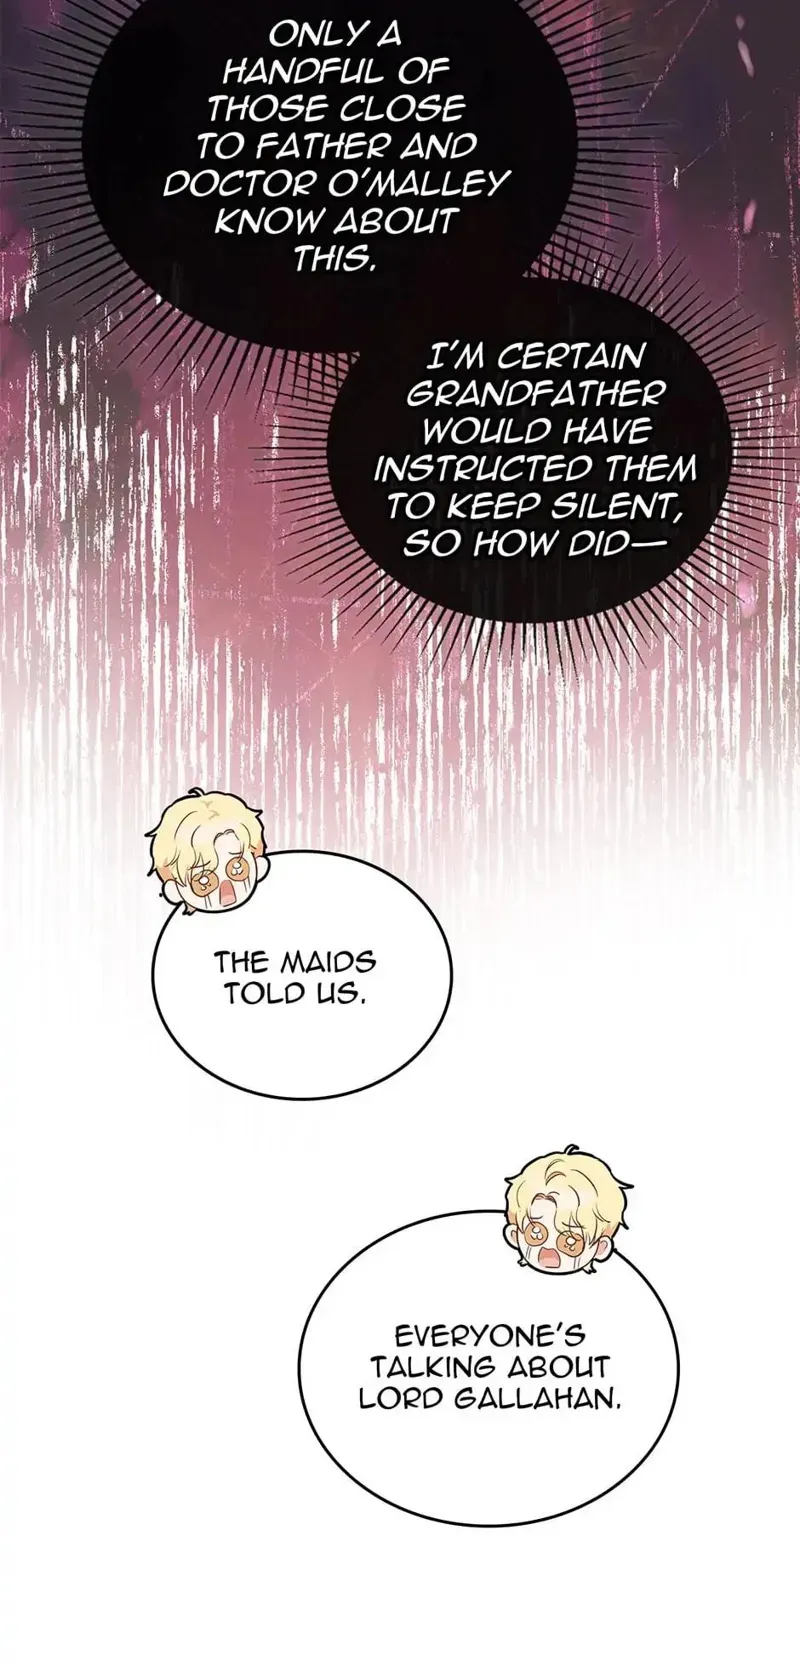 ONLY A
HANDFUL OF
THOSE CLOSE
TO FATHER AND
DOCTOR O'MALLEY
KNOW ABOUT
THIS.
I'M CERTAIN
GRANDFATHER
WOULD HAVE
INSTRUCTED THEM
TO KEEP SILENT,
SO HOW DID—
THE MAIDS
TOLD US.
EVERYONE'S
TALKING ABOUT
LORD GALLAHAN.